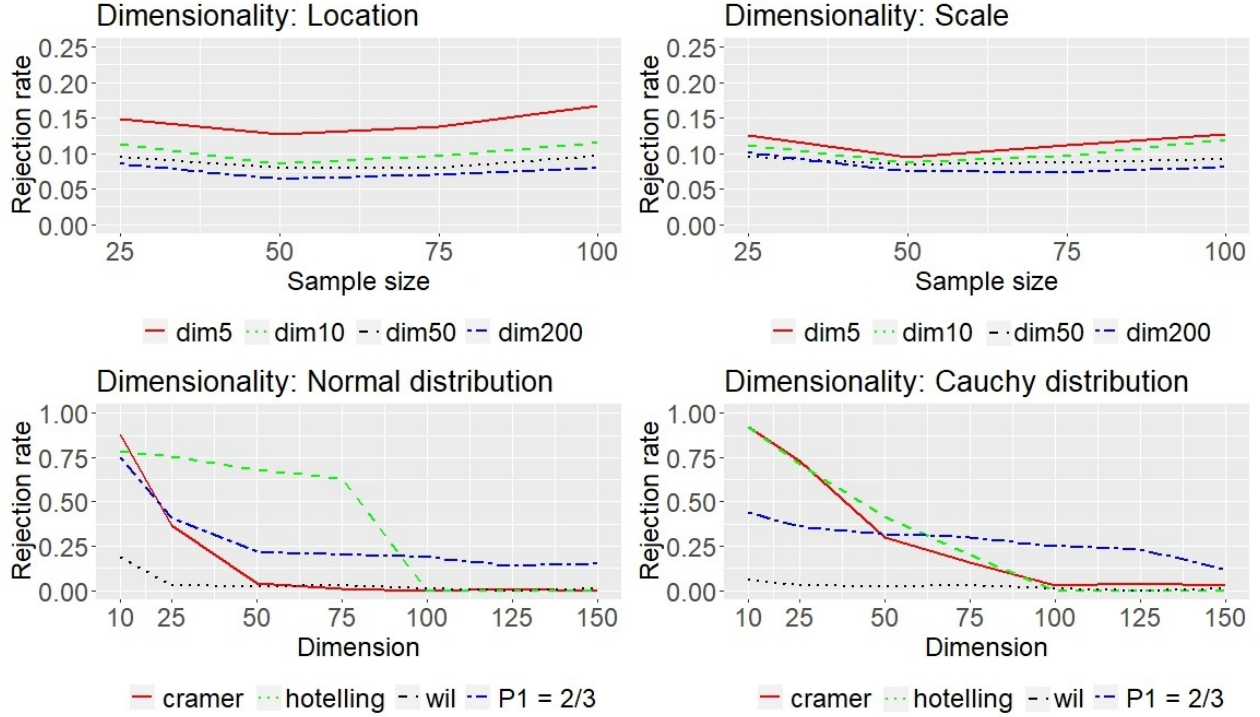 Dimensionality: Location
Rejection rate
0.25
0.20
0.15
0.10
0.05
0.00
25 50 75 100
Sample size
dim5 dim10 dim50 dim200
Dimensionality: Scale
Rejection rate
0.25
0.20
0.15
0.10
0.05
0.00
25 50 75 100
Sample size
dim5 dim10 dim50 dim200
Dimensionality: Normal distribution
Rejection rate
1.00
0.75
0.50
0.25
0.00
10 25 50 75 100 125 150
Dimension
cramer hotelling wil P1 = 2/3
Dimensionality: Cauchy distribution
Rejection rate
1.00
0.75
0.50
0.25
0.00
10 25 50 75 100 125 150
Dimension
cramer hotelling wil P1 = 2/3